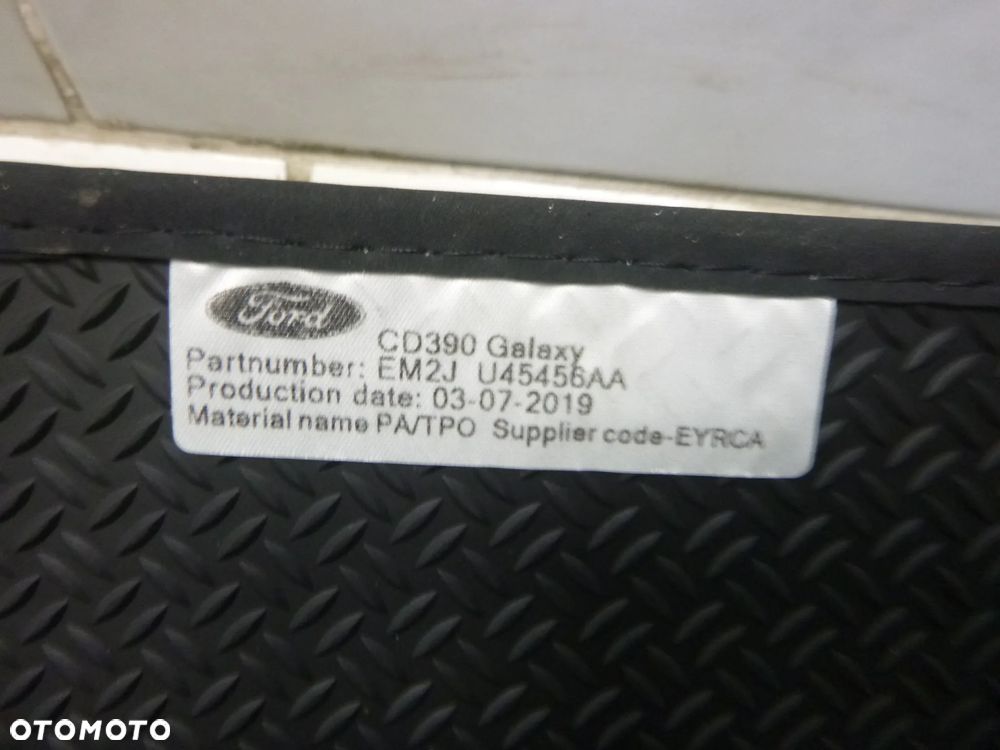 Ford
CD390 Galaxy
Partnumber: EM2J U45456AA
Production date: 03-07-2019
Material name PA/TPO Supplier code-EYRCA
OTOMOTO